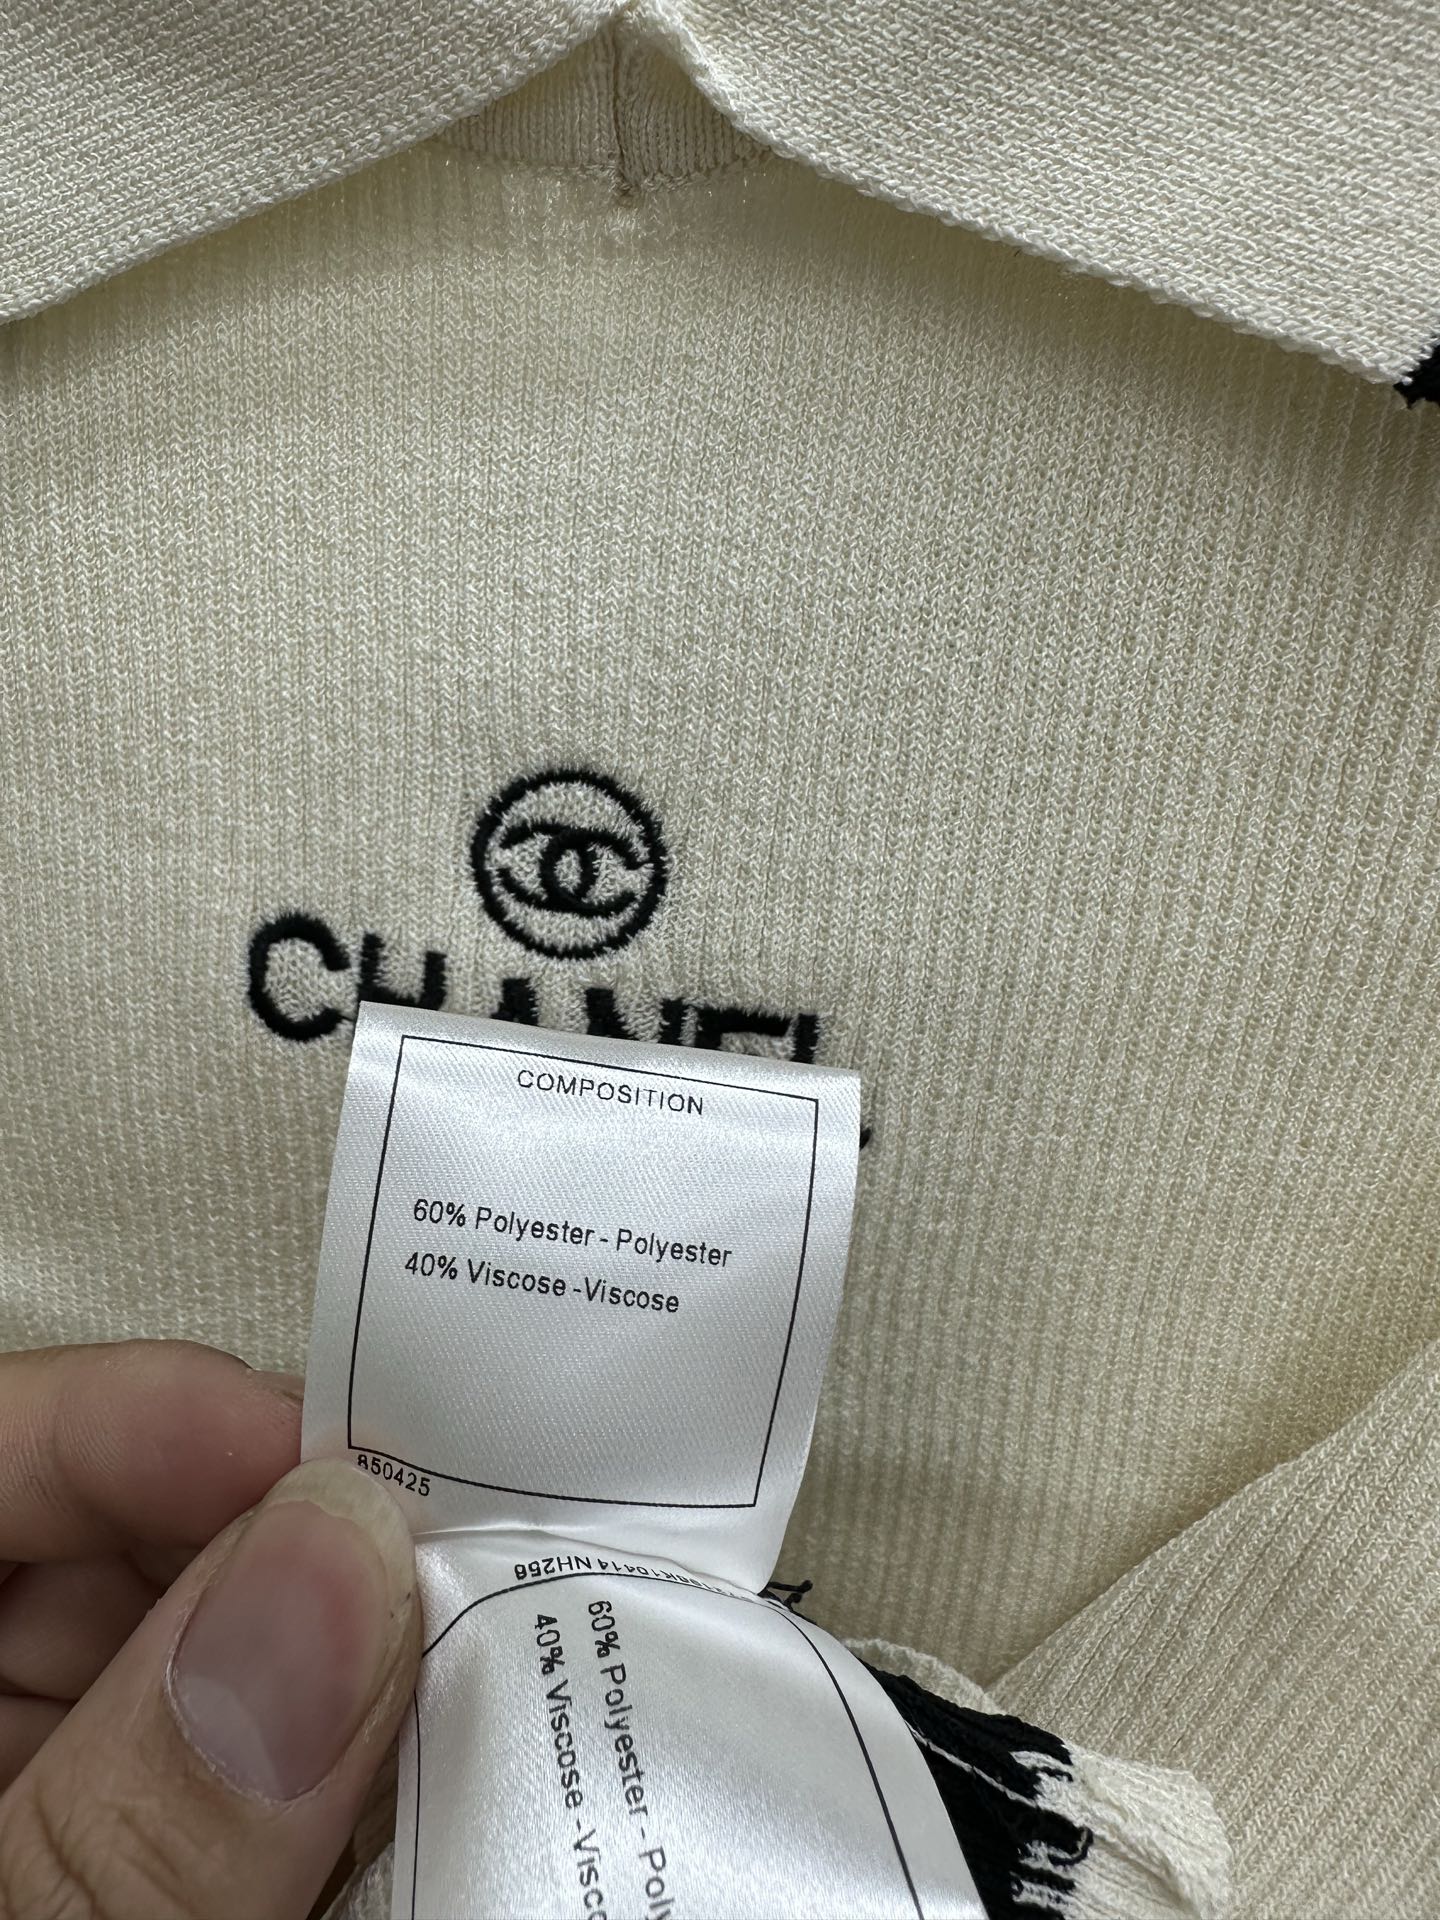 CHANEL
COMPOSITION
60% Polyester - Polyester
40% Viscose -Viscose
850425
60% Polyester - Poly
40% Viscose -Visco